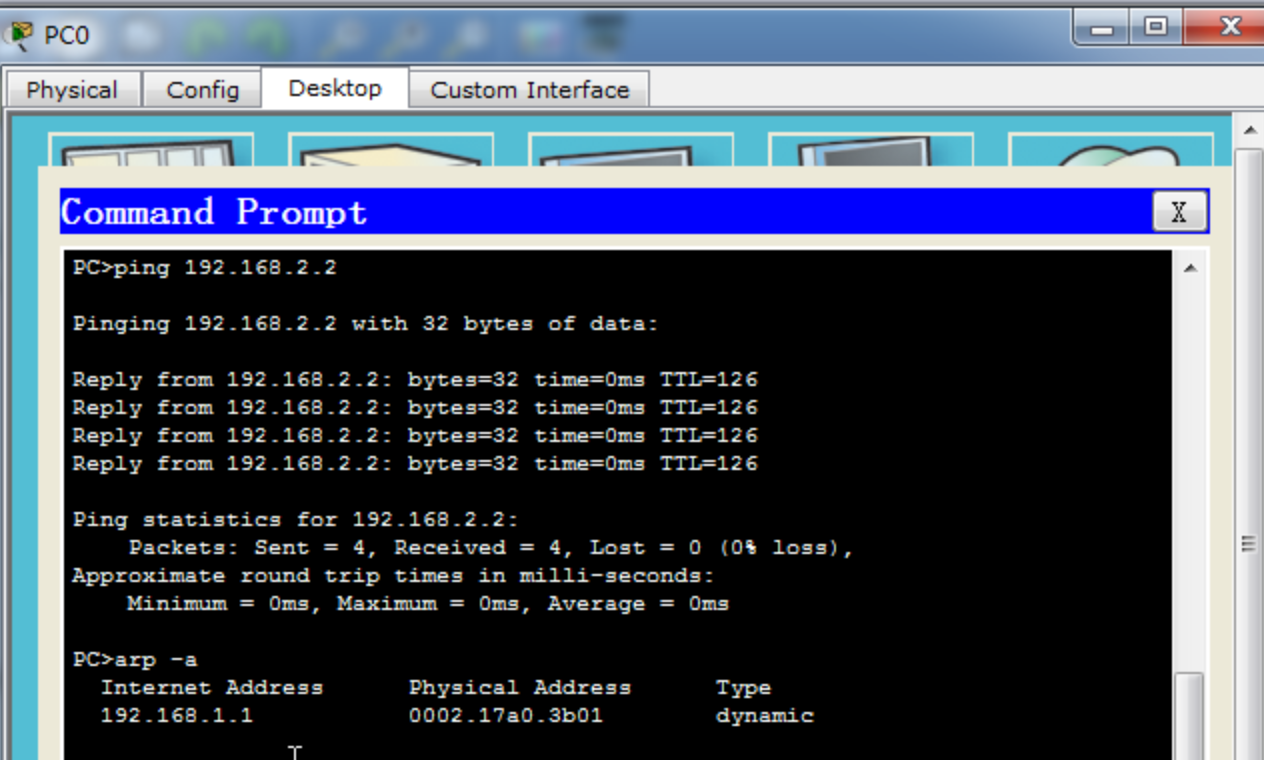 PC0
Physical Config Desktop Custom Interface
Command Prompt X
PC>ping 192.168.2.2
Pinging 192.168.2.2 with 32 bytes of data:
Reply from 192.168.2.2: bytes=32 time=0ms TTL=126
Reply from 192.168.2.2: bytes=32 time=0ms TTL=126
Reply from 192.168.2.2: bytes=32 time=0ms TTL=126
Reply from 192.168.2.2: bytes=32 time=0ms TTL=126
Ping statistics for 192.168.2.2:
Packets: Sent = 4, Received = 4, Lost = 0 (0% loss),
Approximate round trip times in milli-seconds:
Minimum = 0ms, Maximum = 0ms, Average = 0ms
PC>arp -a
Internet Address Physical Address Type
192.168.1.1 0002.17a0.3b01 dynamic